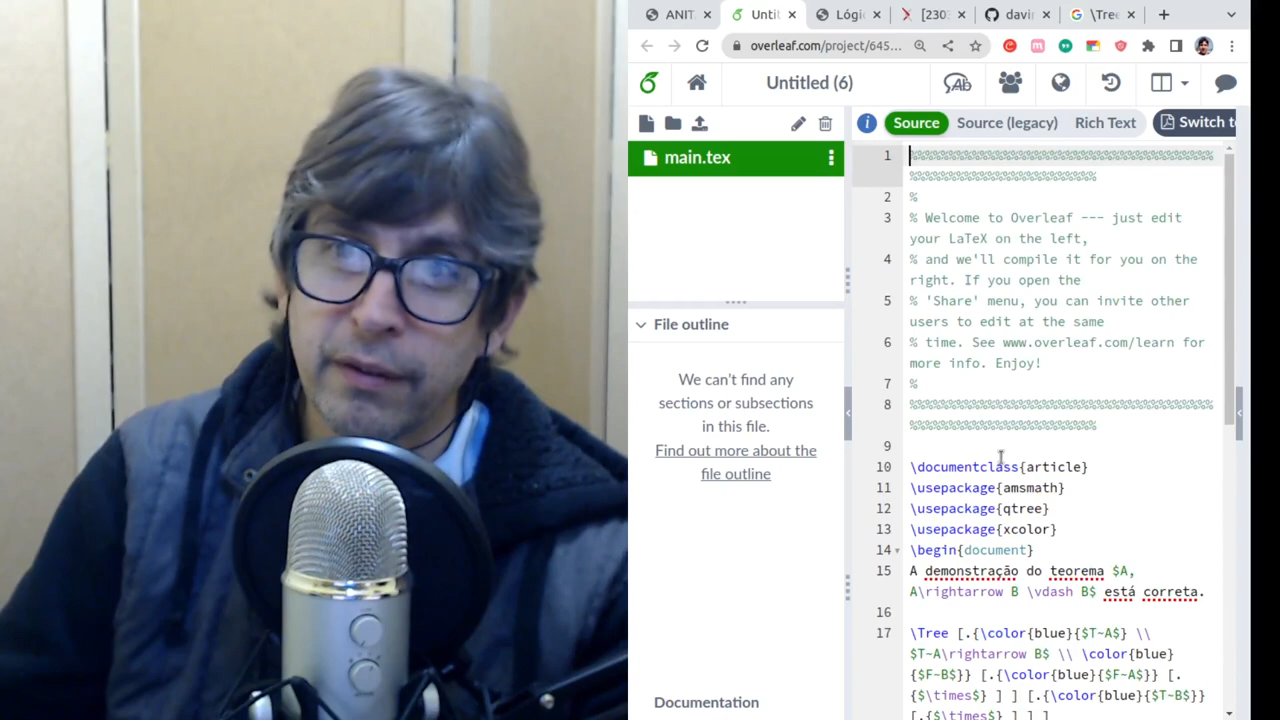 ANIT.
Untit
Lógic
[230:
davir
\Tree
overleaf.com/project/645...
Untitled (6)
Source
Source (legacy)
Rich Text
Switch to
main.tex
File outline
We can't find any
sections or subsections
in this file.
Find out more about the
file outline
Documentation
1
2 %
3 % Welcome to Overleaf --- just edit
your LaTeX on the left,
4 % and we'll compile it for you on the
right. If you open the
5 % 'Share' menu, you can invite other
users to edit at the same
6 % time. See www.overleaf.com/learn for
more info. Enjoy!
7 %
8
9
10 \documentclass{article}
11 \usepackage{amsmath}
12 \usepackage{qtree}
13 \usepackage{xcolor}
14 \begin{document}
15 A demonstração do teorema $A,
A\rightarrow B \vdash B$ está correta.
16
17 \Tree [.{\color{blue}{$T~A$} \\
$T~A\rightarrow B$ \\ \color{blue}
{$F~B$}} [.{\color{blue}{$F~A$}} [.
{$\times$} ] ] [.{\color{blue}{$T~B$}}
[.{$\times$} ] ] ]